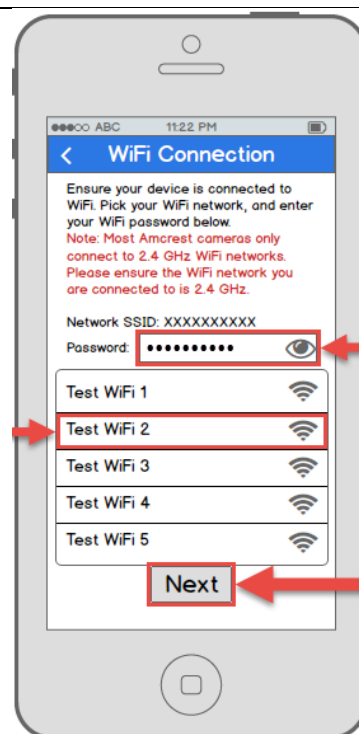 ABC 11:22 PM
WiFi Connection
Ensure your device is connected to
WiFi. Pick your WiFi network, and enter
your WiFi password below.
Note: Most Amcrest cameras only
connect to 2.4 GHz WiFi networks.
Please ensure the WiFi network you
are connected to is 2.4 GHz.
Network SSID: XXXXXXXXXX
Password: ••••••••••
Test WiFi 1
Test WiFi 2
Test WiFi 3
Test WiFi 4
Test WiFi 5
Next